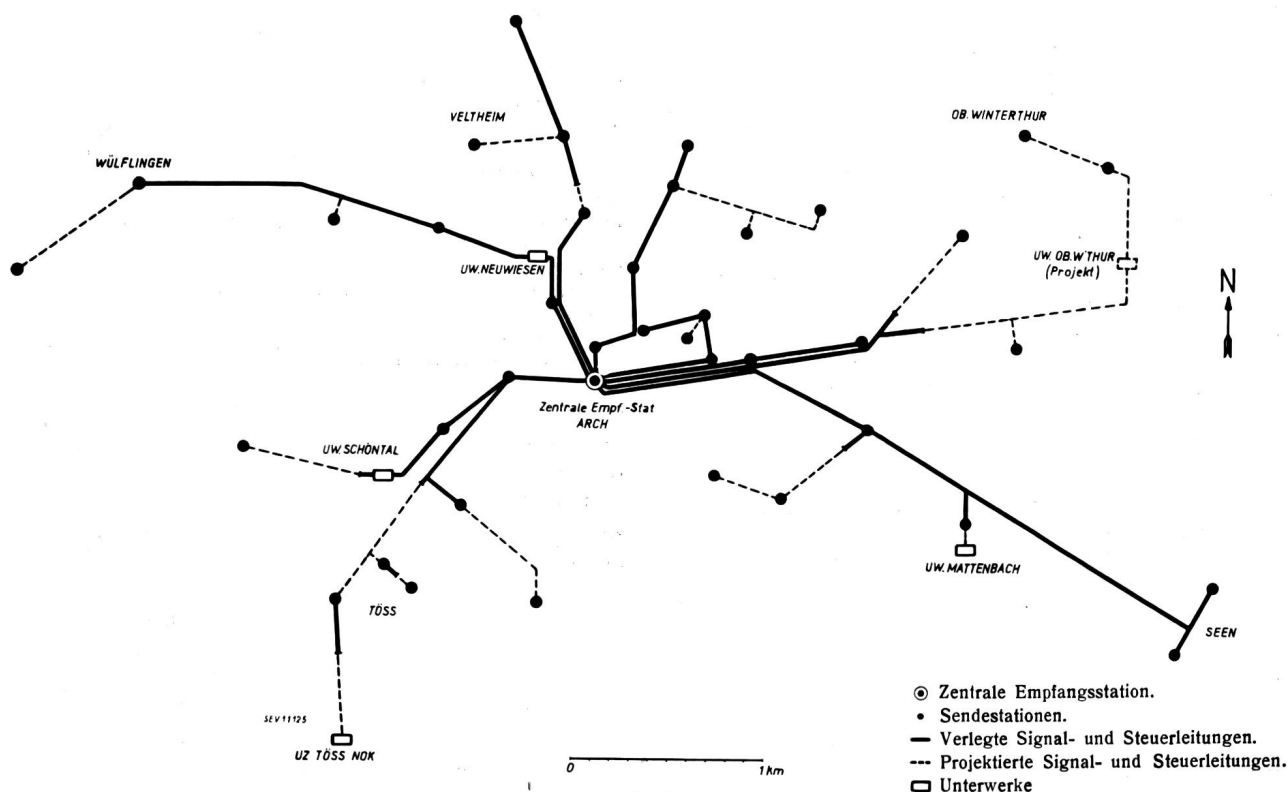 VELTHEIM
OB. WINTERTHUR
WÜLFLINGEN
UW. NEUWIESEN
UW. OB. W'THUR
(Projekt)
N
Zentrale Empf.-Stat
ARCH
UW. SCHÖNTAL
UW. MATTENBACH
TÖSS
SEEN
SEV 11125
UZ TÖSS NOK
0 1 km
Zentrale Empfangsstation.
Sendestationen.
Verlegte Signal- und Steuerleitungen.
Projektierte Signal- und Steuerleitungen.
Unterwerke